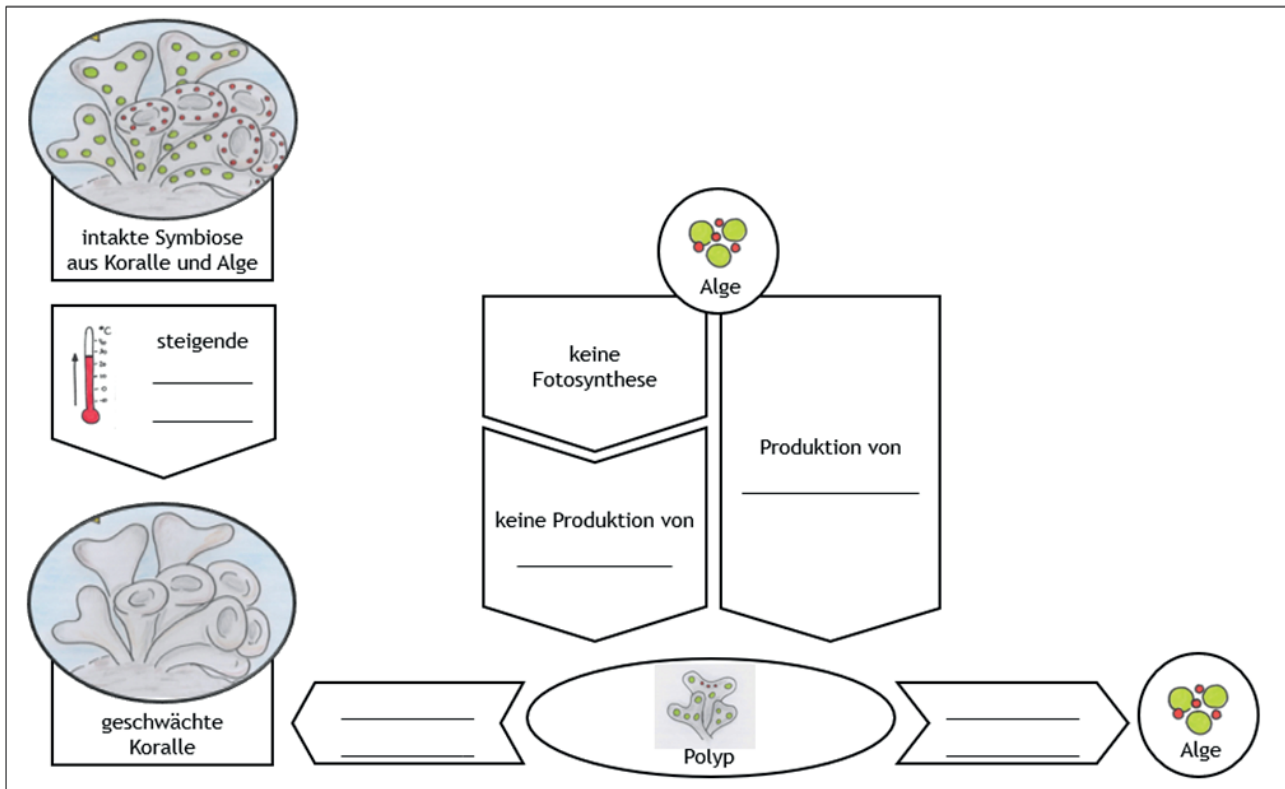 intakte Symbiose
aus Koralle und Alge
Alge
°C
steigende
keine
Fotosynthese
Produktion von
keine Produktion von
geschwächte
Koralle
Polyp
Alge